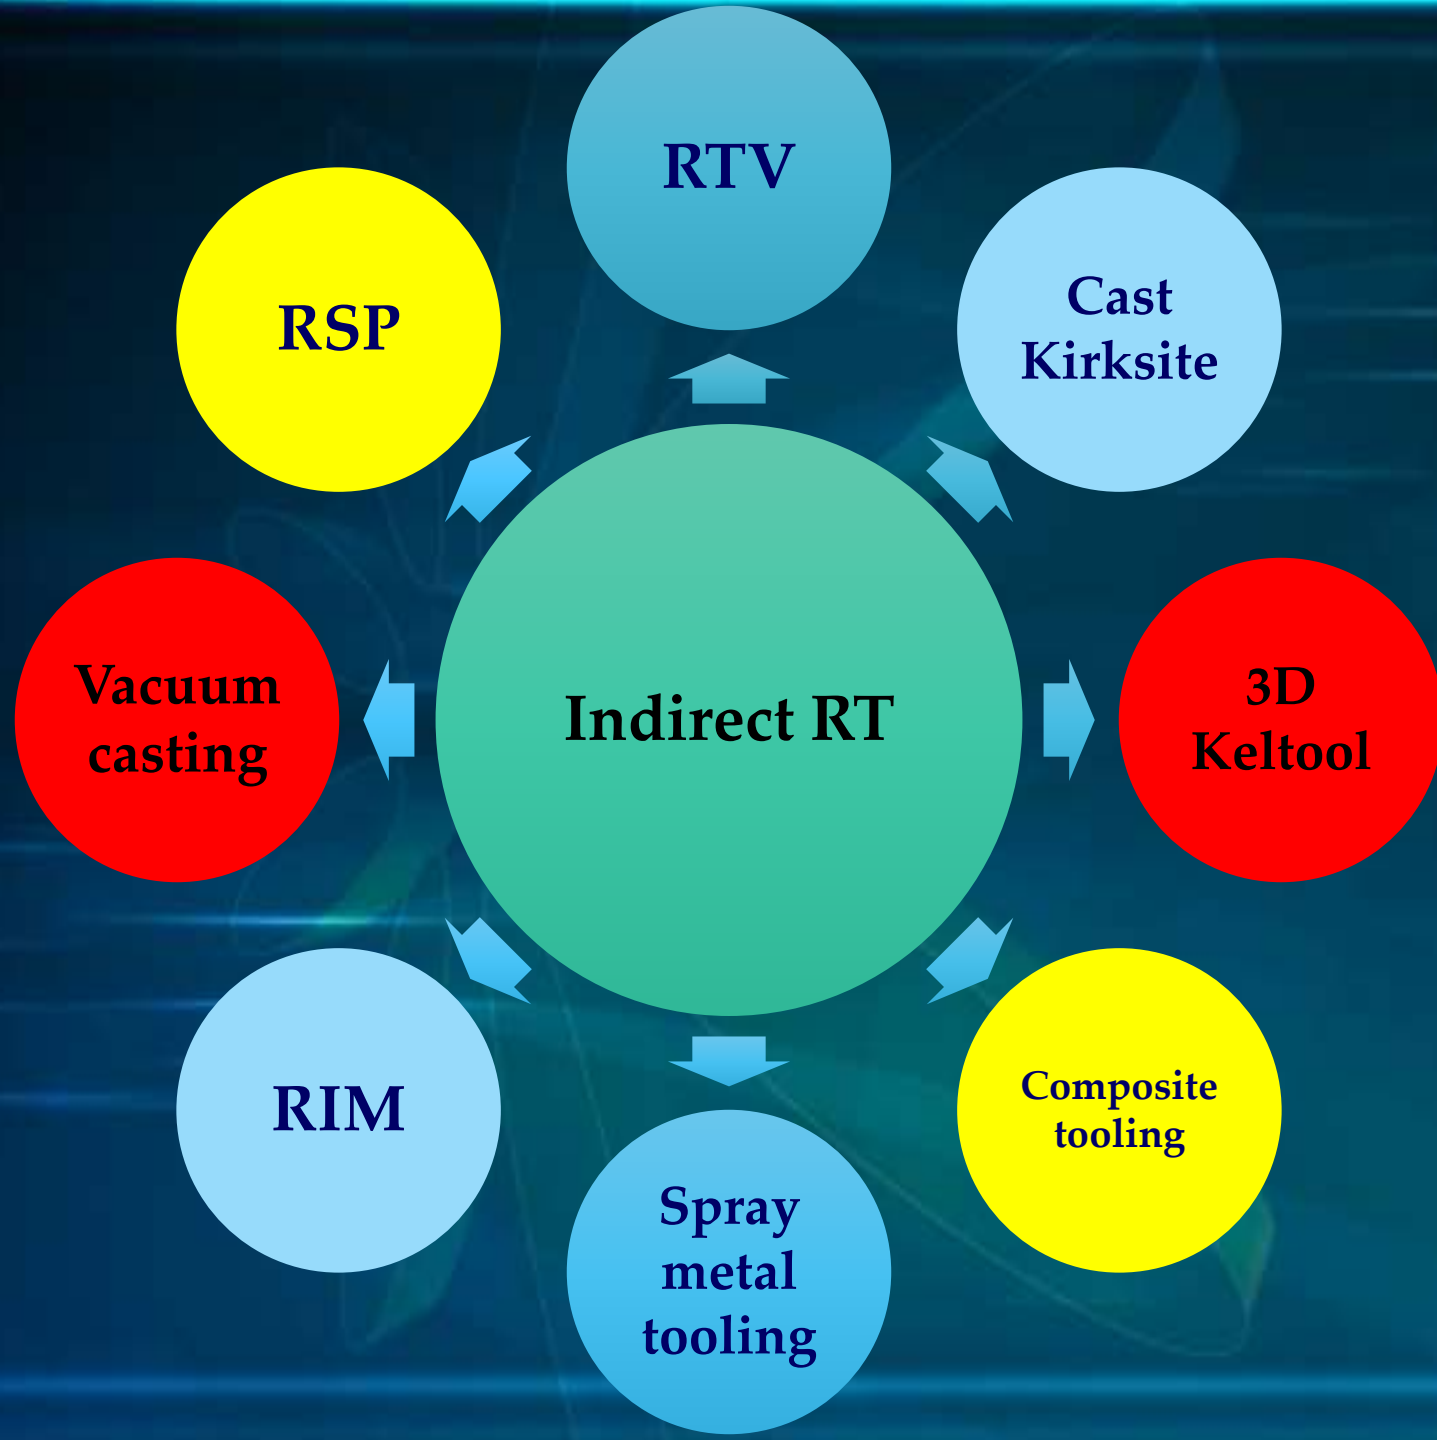 RTV
RSP
Cast
Kirksite
Vacuum
casting
Indirect RT
3D
Keltool
RIM
Composite
tooling
Spray
metal
tooling